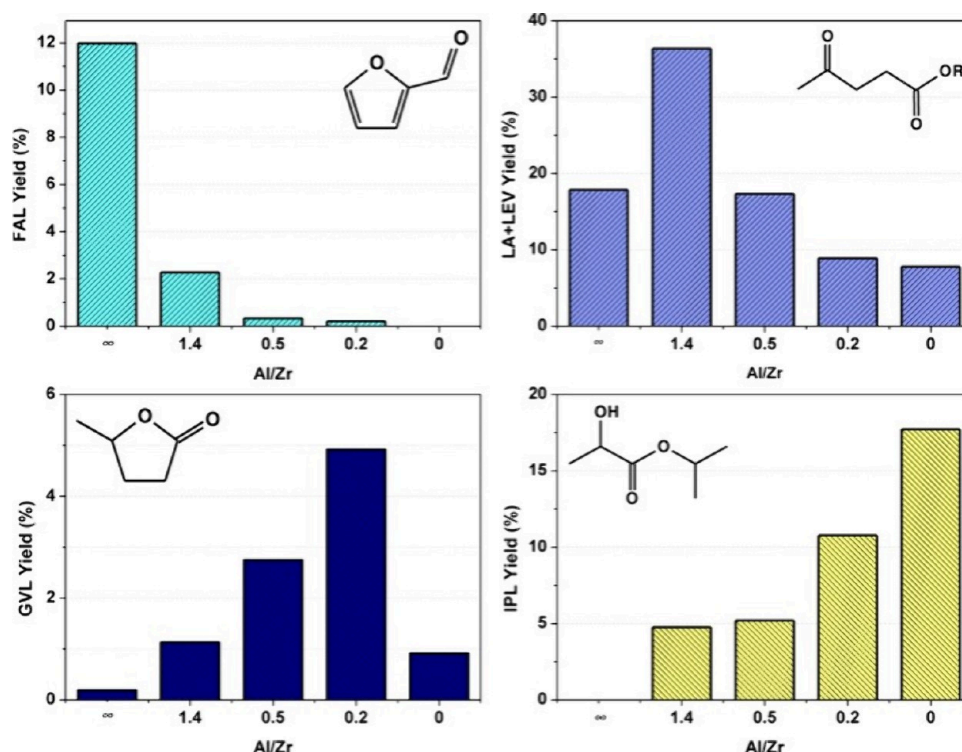 12
10
8
6
4
2
0
FAL Yield (%)
O
O
∞ 1.4 0.5 0.2 0
Al/Zr
40
30
20
10
0
LA+LEV Yield (%)
O
OR
O
∞ 1.4 0.5 0.2 0
Al/Zr
6
4
2
0
GVL Yield (%)
O
O
∞ 1.4 0.5 0.2 0
Al/Zr
20
15
10
5
0
IPL Yield (%)
OH
O
O
∞ 1.4 0.5 0.2 0
Al/Zr